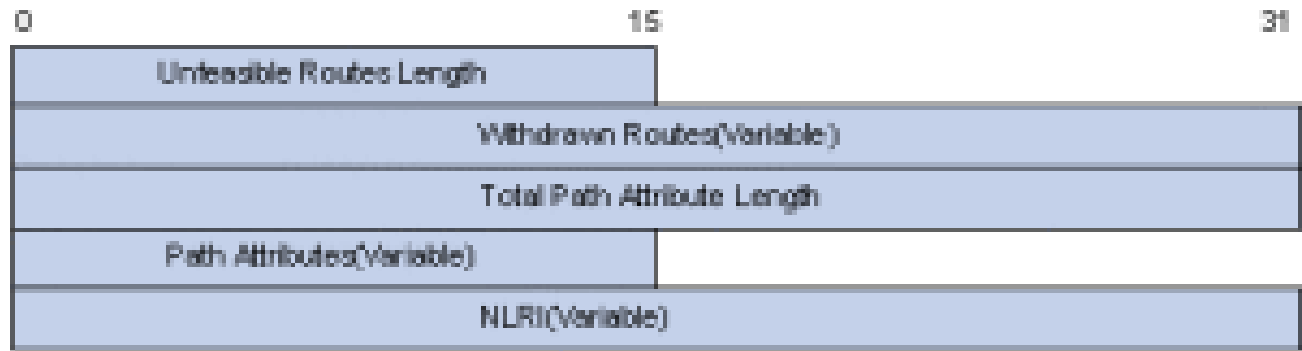 0 15 31
Unfeasible Routes Length
Withdrawn Routes(Variable)
Total Path Attribute Length
Path Attributes(Variable)
NLRI(Variable)